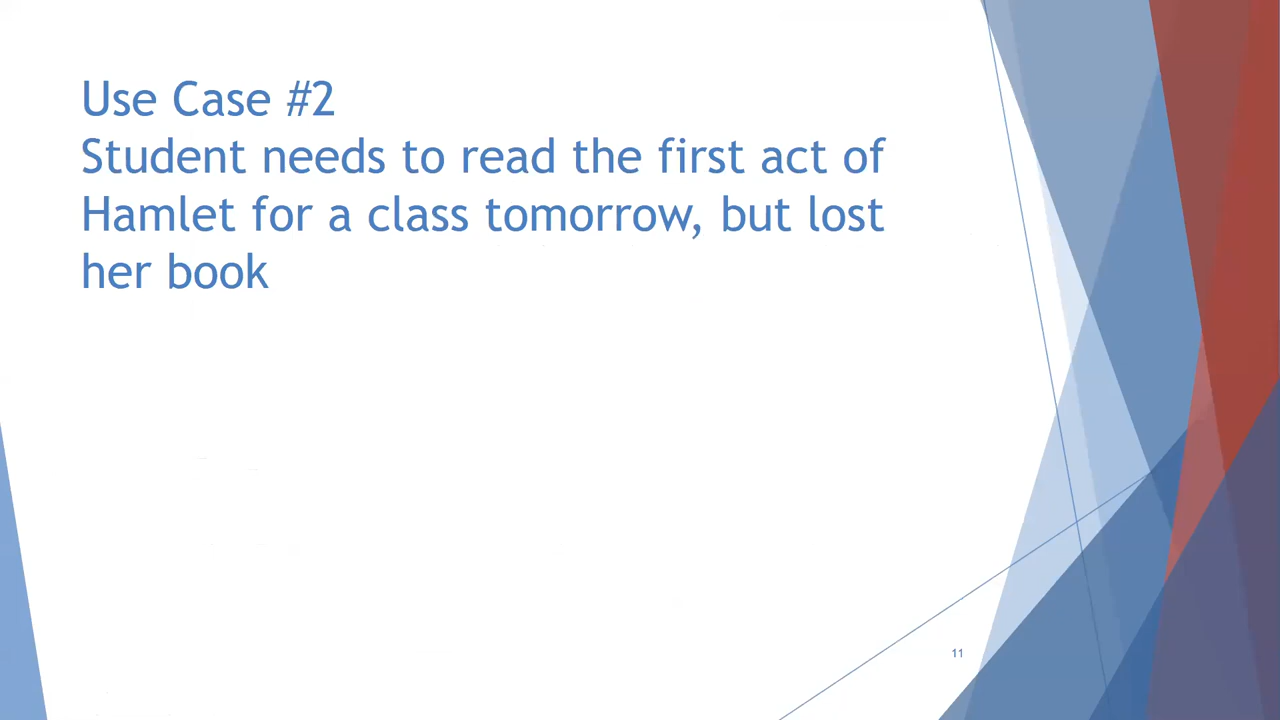 Use Case #2
Student needs to read the first act of
Hamlet for a class tomorrow, but lost
her book
11